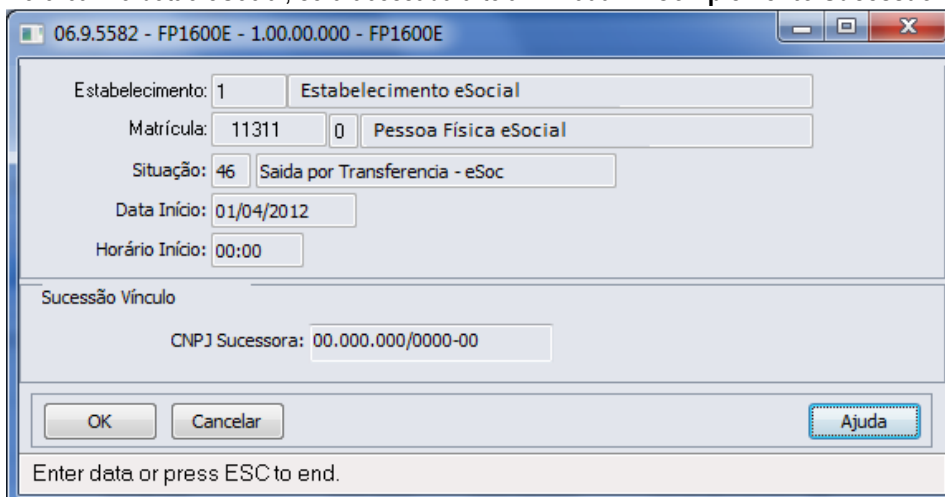 06.9.5582 - FP1600E - 1.00.00.000 - FP1600E
Estabelecimento: 1 Estabelecimento eSocial
Matrícula: 11311 0 Pessoa Física eSocial
Situação: 46 Saida por Transferencia - eSoc
Data Início: 01/04/2012
Horário Início: 00:00
Sucessão Vínculo
CNPJ Sucessora: 00.000.000/0000-00
OK Cancelar Ajuda
Enter data or press ESC to end.